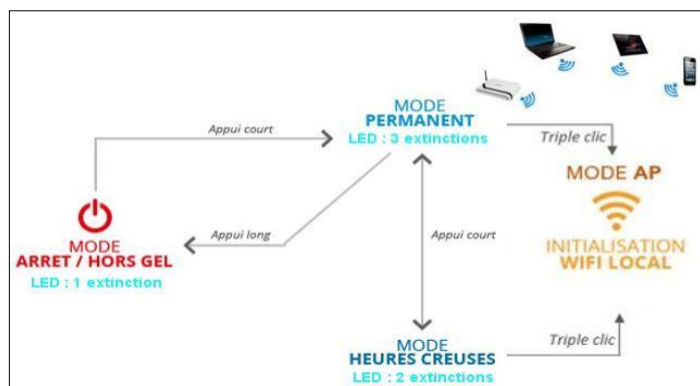 MODE
PERMANENT
LED : 3 extinctions
Appui court
Triple clic
MODE AP
INITIALISATION
WIFI LOCAL
MODE
ARRET / HORS GEL
LED : 1 extinction
Appui long
Appui court
MODE
HEURES CREUSES
LED : 2 extinctions
Triple clic